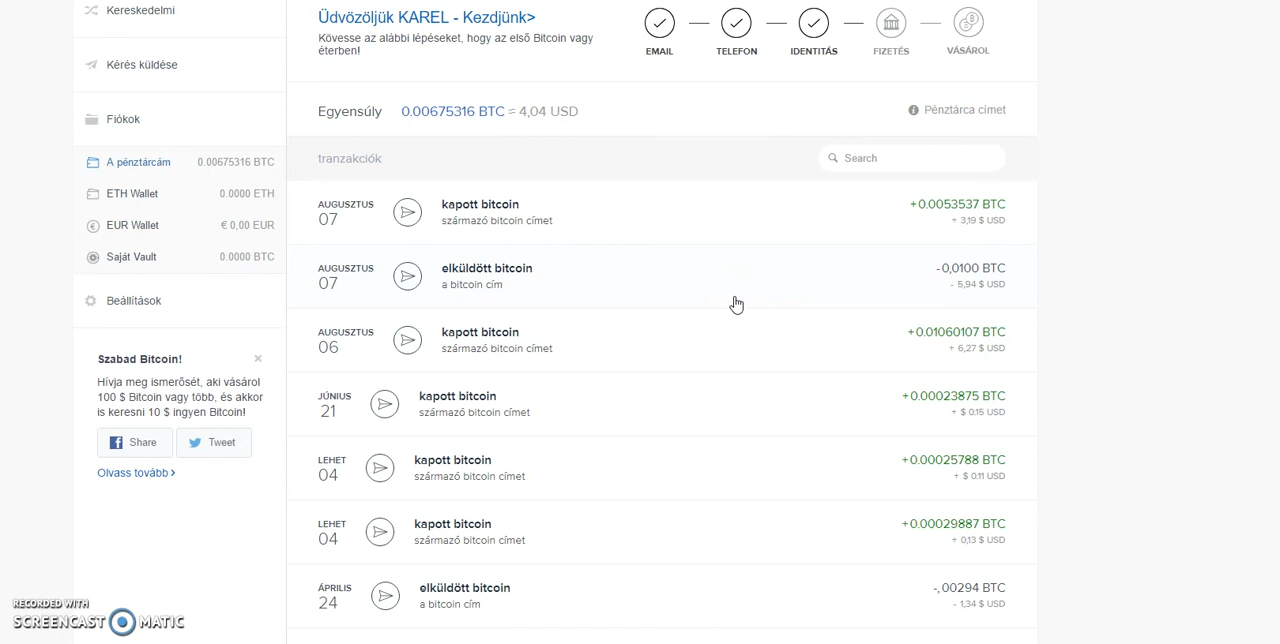 Kereskedelmi
Kérés küldése
Fiókok
A pénztárcám 0.00675316 BTC
ETH Wallet 0.0000 ETH
EUR Wallet € 0,00 EUR
Saját Vault 0.0000 BTC
Beállítások
Szabad Bitcoin!
Hívja meg ismerősét, aki vásárol
100 $ Bitcoin vagy több, és akkor
is keresni 10 $ ingyen Bitcoin!
Share Tweet
Olvass tovább >
Üdvözöljük KAREL - Kezdjünk>
Kövesse az alábbi lépéseket, hogy az első Bitcoin vagy
éterben!
EMAIL TELEFON IDENTITÁS FIZETÉS VÁSÁROL
Egyensúly 0.00675316 BTC ≈ 4,04 USD Pénztárca címet
tranzakciók Search
AUGUSZTUS kapott bitcoin +0.0053537 BTC
07 származó bitcoin címet + 3,19 $ USD
AUGUSZTUS elküldött bitcoin -0,0100 BTC
07 a bitcoin cím - 5,94 $ USD
AUGUSZTUS kapott bitcoin +0.01060107 BTC
06 származó bitcoin címet + 6,27 $ USD
JÚNIUS kapott bitcoin +0.00023875 BTC
21 származó bitcoin címet + $ 0.15 USD
LEHET kapott bitcoin +0.00025788 BTC
04 származó bitcoin címet + $ 0.11 USD
LEHET kapott bitcoin +0.00029887 BTC
04 származó bitcoin címet + 0,13 $ USD
ÁPRILIS elküldött bitcoin -,00294 BTC
24 a bitcoin cím - 1,34 $ USD
RECORDED WITH
SCREENCAST MATIC